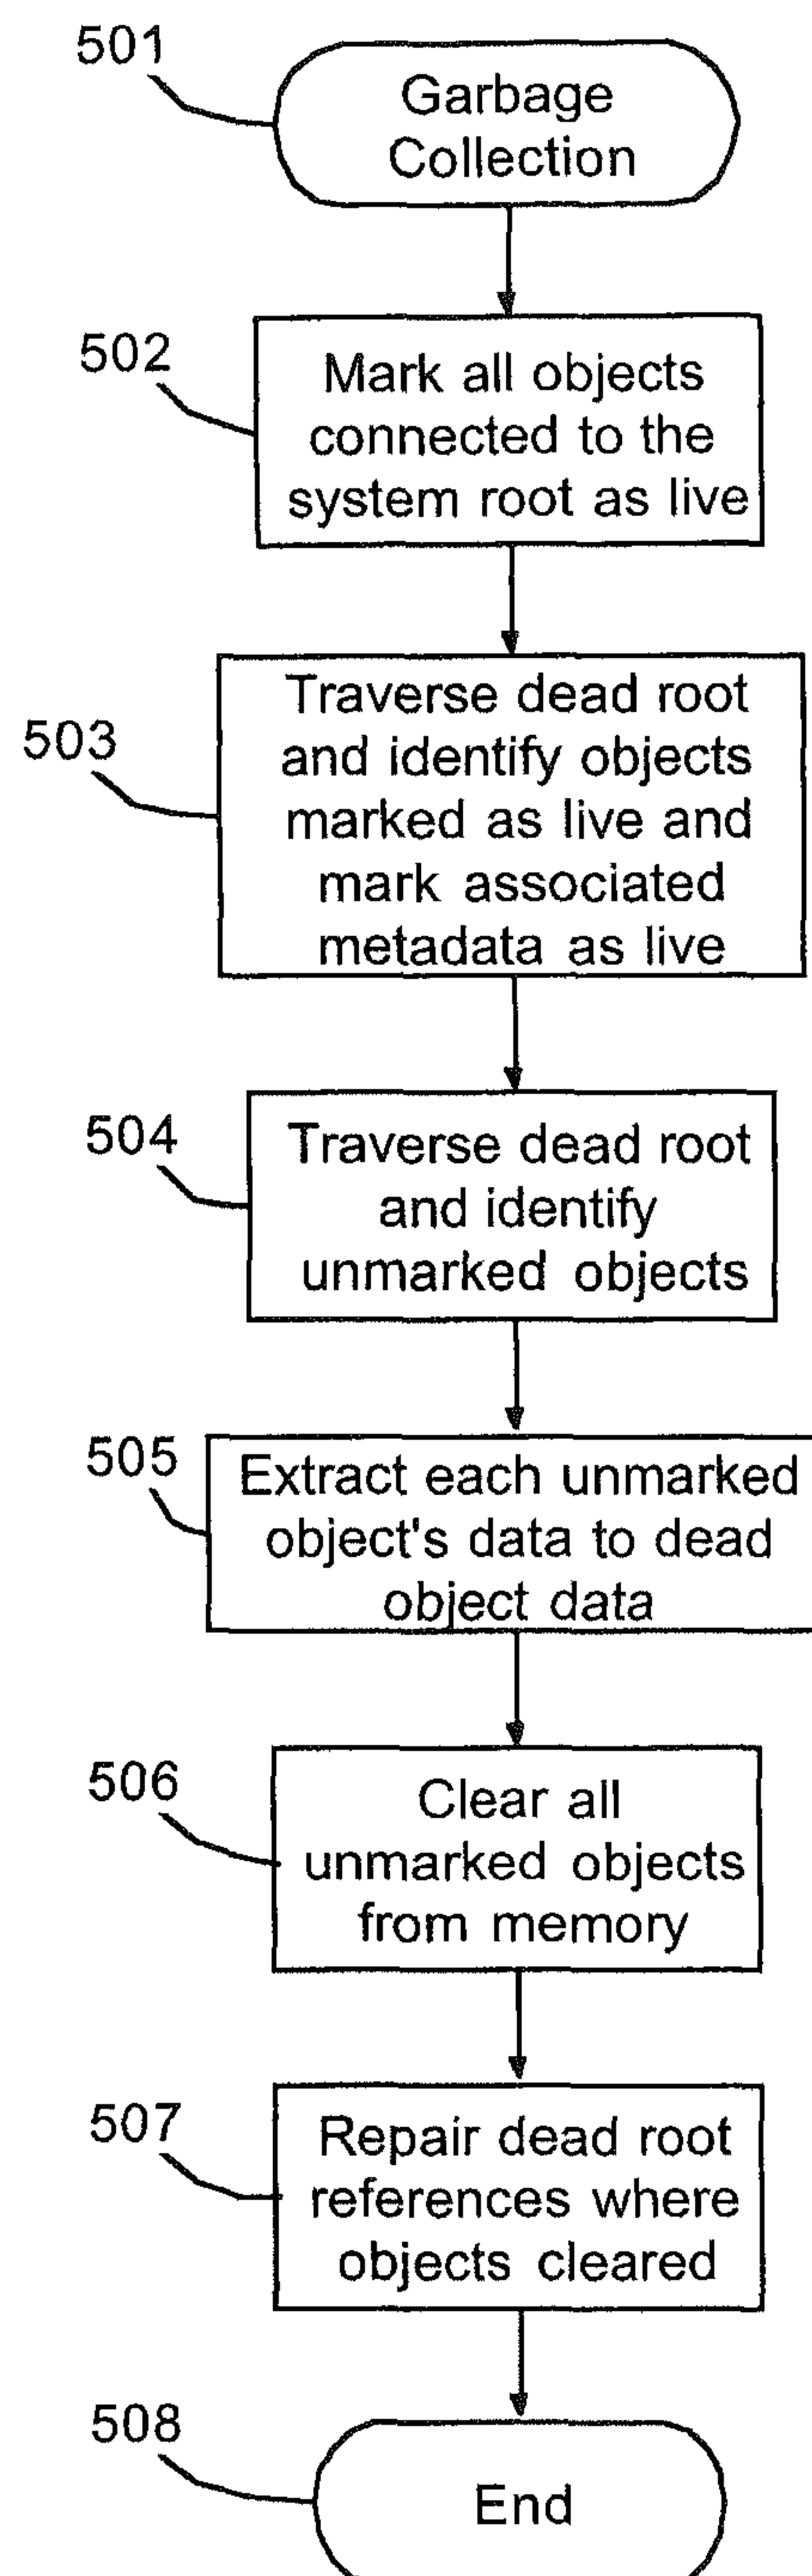 501
Garbage
Collection
502
Mark all objects
connected to the
system root as live
503
Traverse dead root
and identify objects
marked as live and
mark associated
metadata as live
504
Traverse dead root
and identify
unmarked objects
505
Extract each unmarked
object's data to dead
object data
506
Clear all
unmarked objects
from memory
507
Repair dead root
references where
objects cleared
508
End